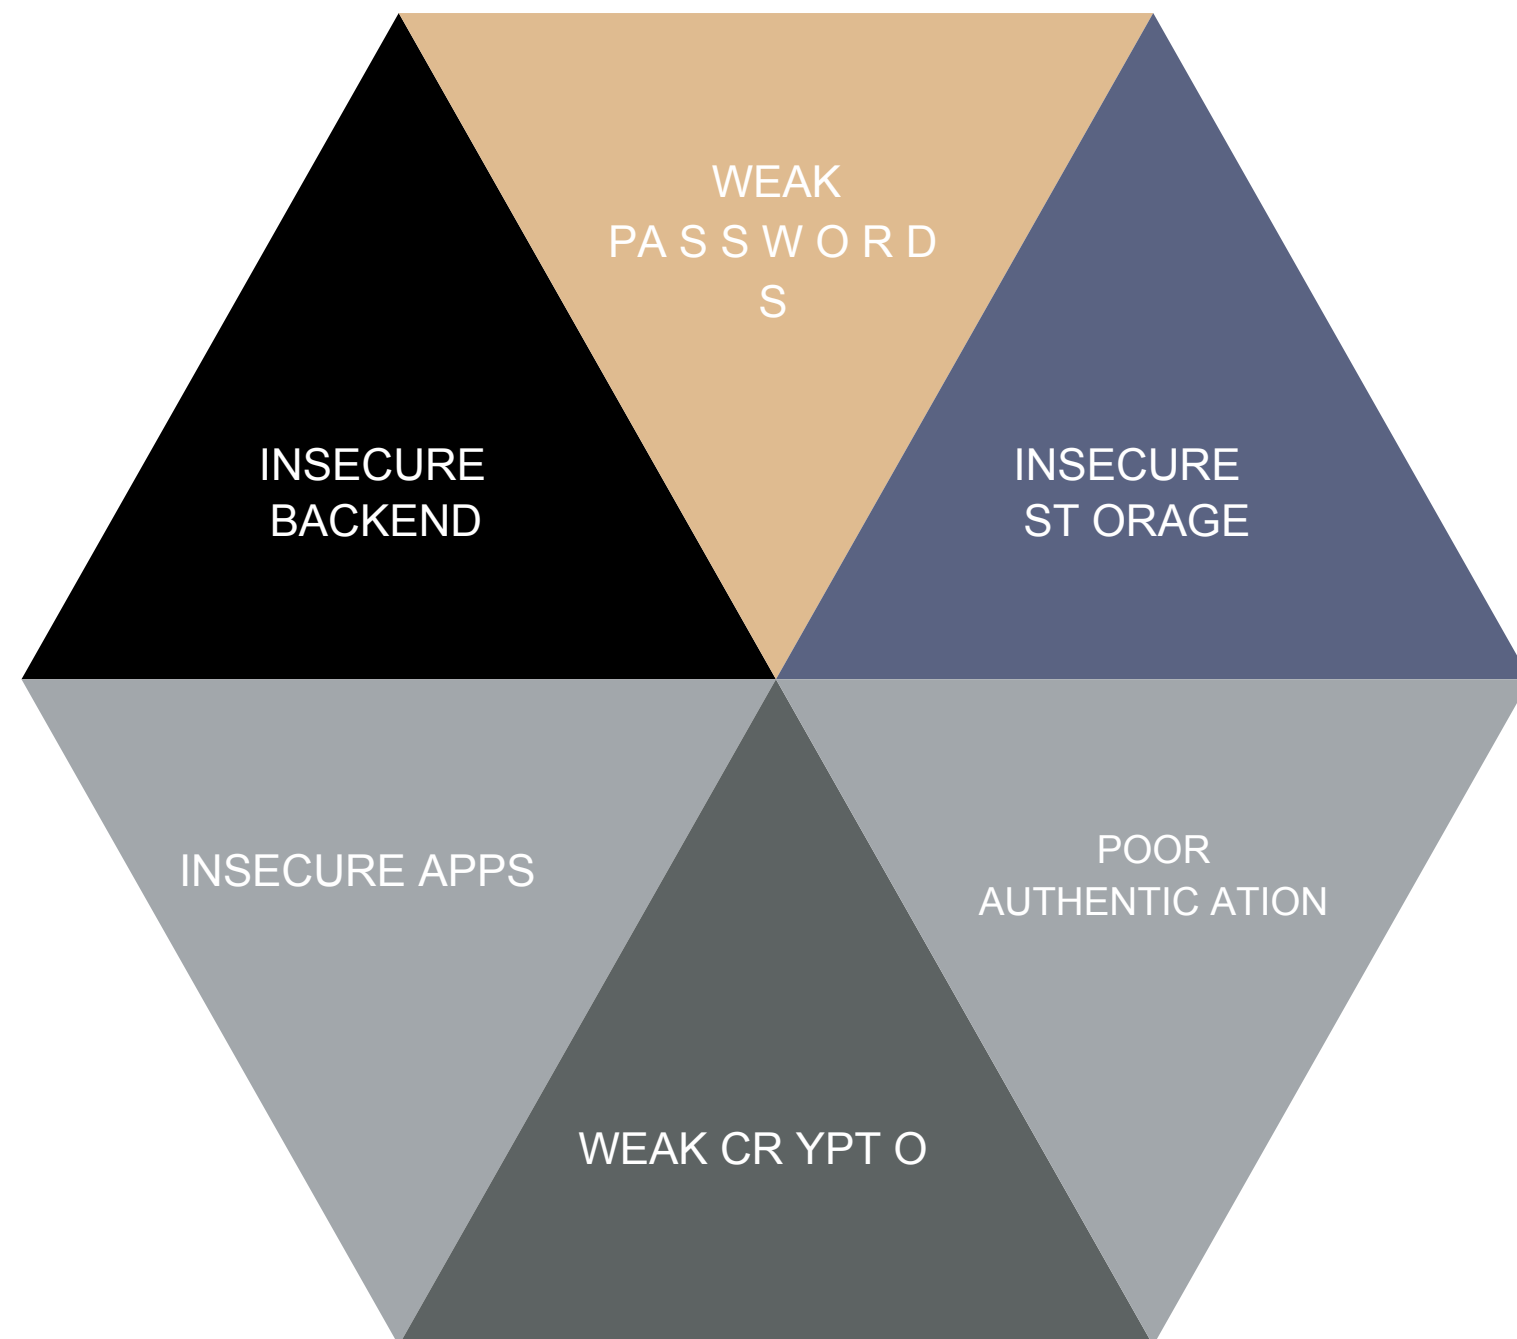 WEAK
PA S S W O R D
S
INSECURE
BACKEND
INSECURE
ST ORAGE
INSECURE APPS
POOR
AUTHENTIC ATION
WEAK CR YPT O